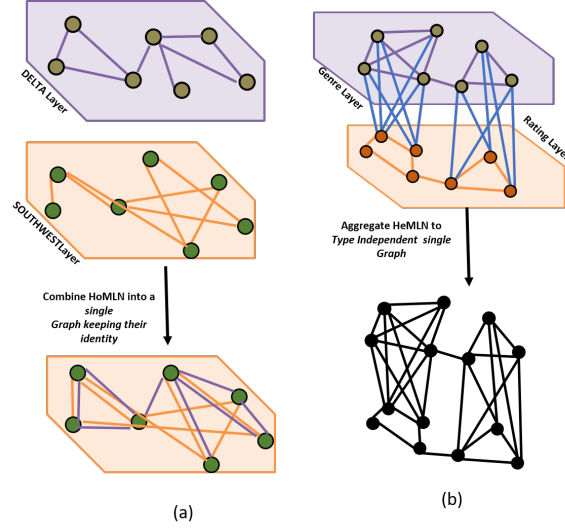 DELTA Layer
SOUTHWESTLayer
Combine HoMLN into a
single
Graph keeping their
identity
(a)
Genre Layer
Rating Layer
Aggregate HeMLN to
Type Independent single
Graph
(b)